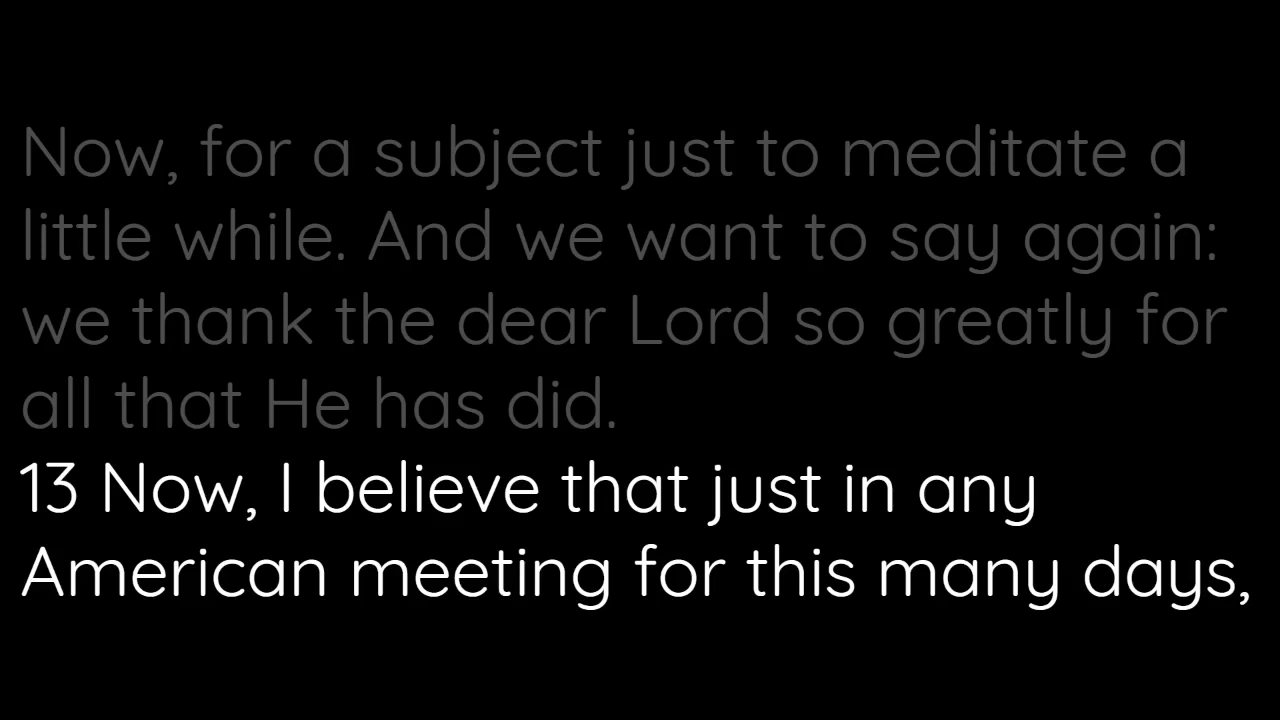 Now, for a subject just to meditate a
little while. And we want to say again:
we thank the dear Lord so greatly for
all that He has did.
13 Now, I believe that just in any
American meeting for this many days,